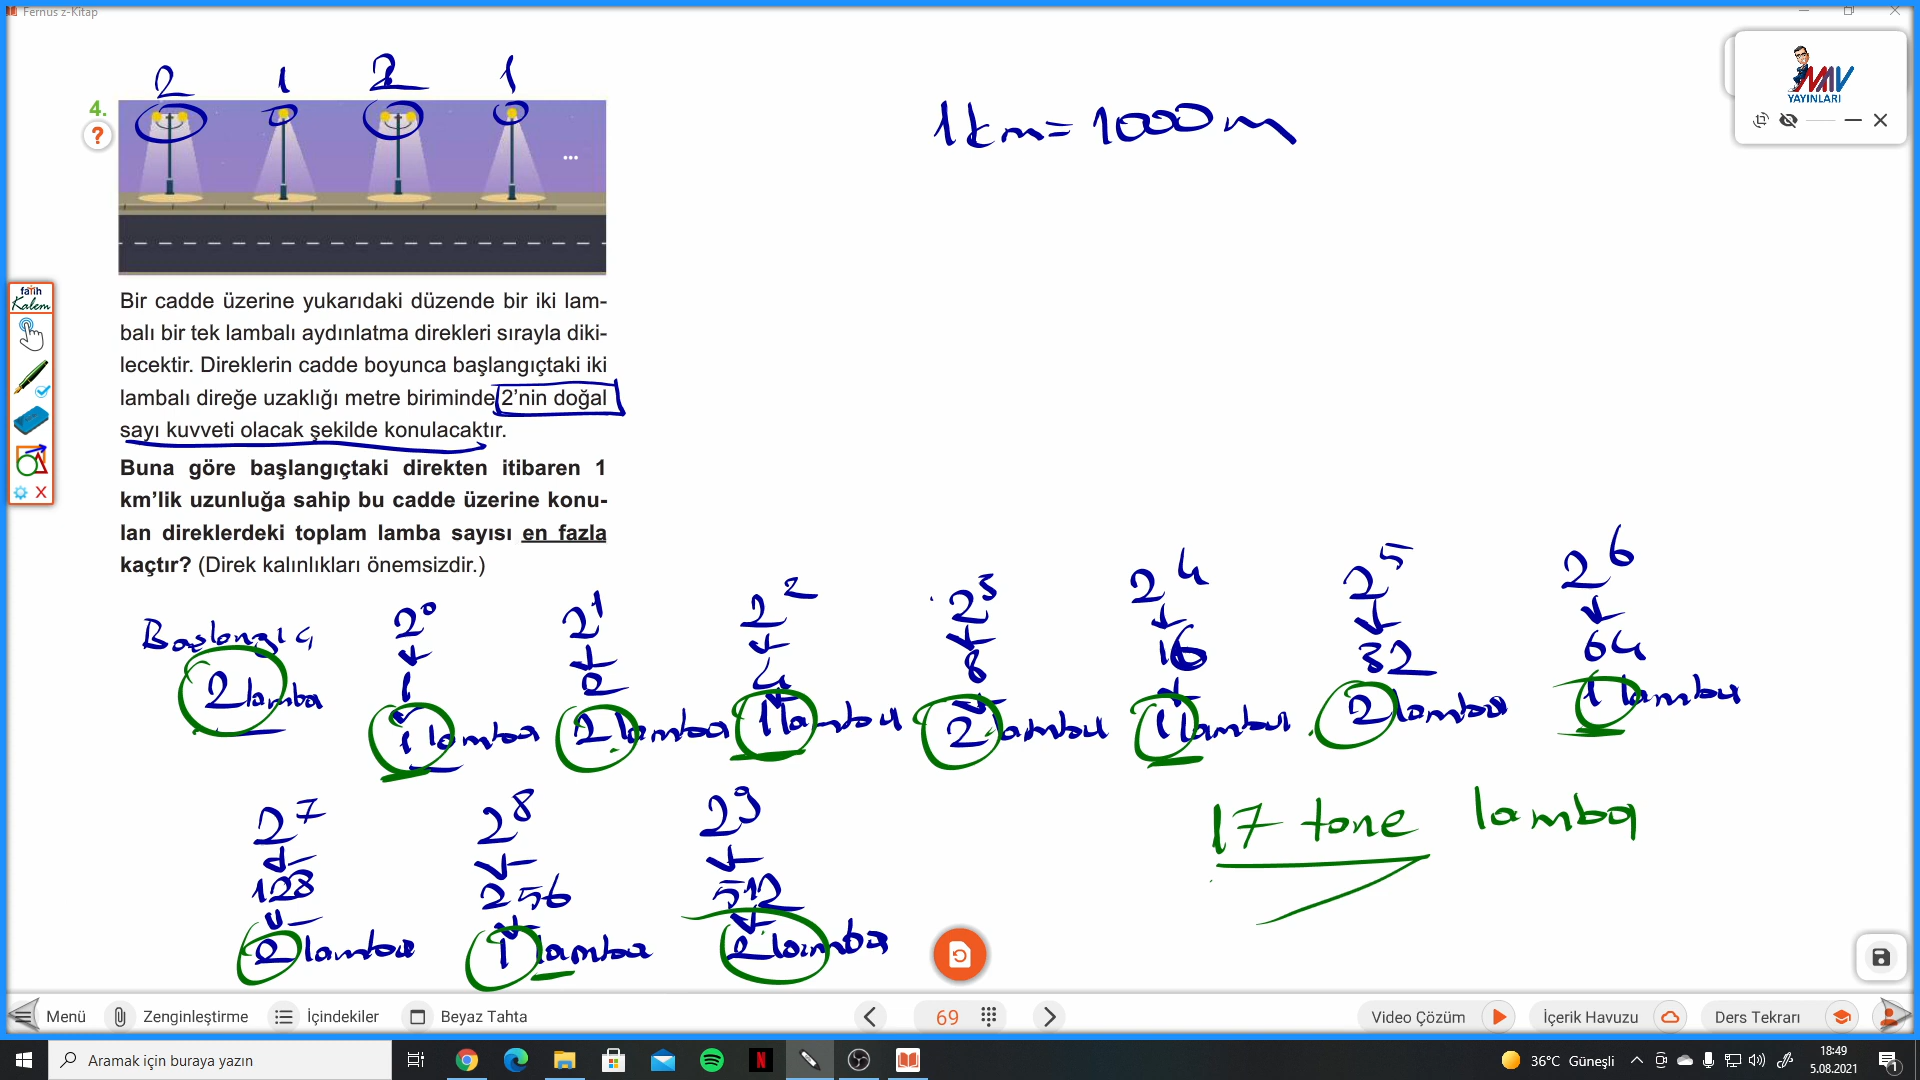 Fernus z-Kitap
2 1 2 1
4.
?
1km=1000m
MMV
YAYINLARI
fatih
Kalem
Bir cadde üzerine yukarıdaki düzende bir iki lam-
balı bir tek lambalı aydınlatma direkleri sırayla diki-
lecektir. Direklerin cadde boyunca başlangıçtaki iki
lambalı direğe uzaklığı metre biriminde 2'nin doğal
sayı kuvveti olacak şekilde konulacaktır.
Buna göre başlangıçtaki direkten itibaren 1
km'lik uzunluğa sahip bu cadde üzerine konu-
lan direklerdeki toplam lamba sayısı en fazla
kaçtır? (Direk kalınlıkları önemsizdir.)
Başlangıç 2⁰ 2¹ 2² 2³ 2⁴ 2⁵ 2⁶
1 2 4 8 16 32 64
2 lamba 1 lamba 2 lamba 1 lamba 2 lamba 1 lamba 2 lamba 1 lamba
2⁷ 2⁸ 2⁹
128 256 512
2 lamba 1 lamba 2 lamba
17 tane lamba
Menü Zenginleştirme İçindekiler Beyaz Tahta 69 Video Çözüm İçerik Havuzu Ders Tekrarı
Aramak için buraya yazın 36°C Güneşli 18:49
5.08.2021
1